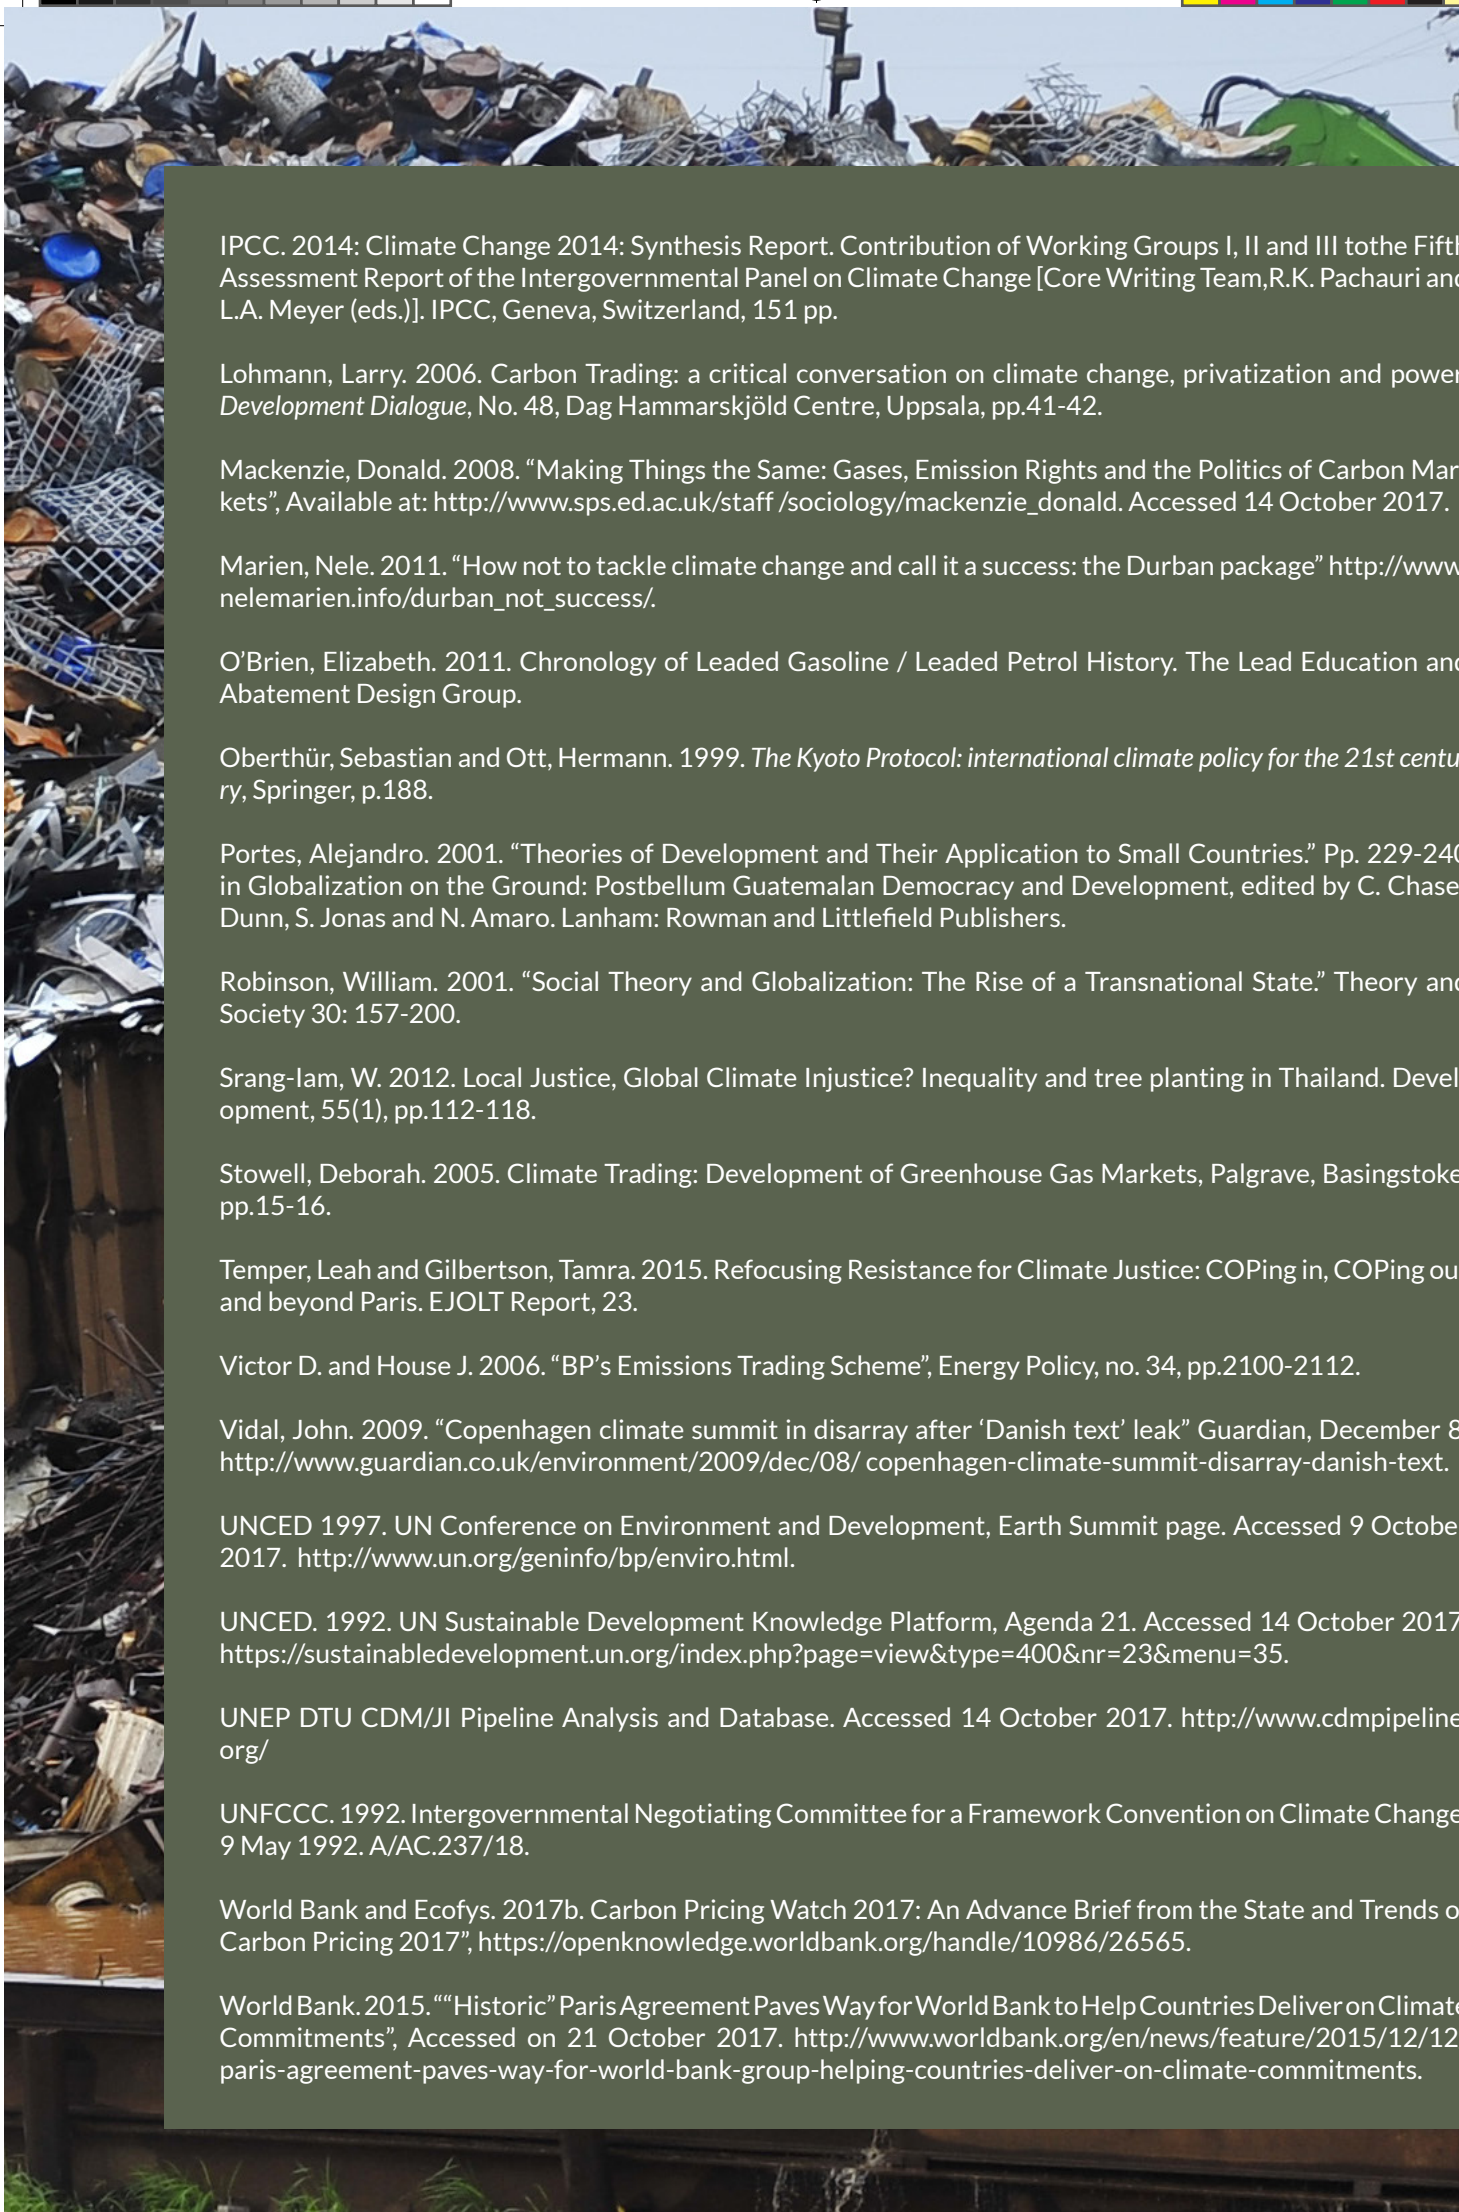 IPCC. 2014: Climate Change 2014: Synthesis Report. Contribution of Working Groups I, II and III tothe Fifth
Assessment Report of the Intergovernmental Panel on Climate Change [Core Writing Team,R.K. Pachauri and
L.A. Meyer (eds.)]. IPCC, Geneva, Switzerland, 151 pp.
Lohmann, Larry. 2006. Carbon Trading: a critical conversation on climate change, privatization and power
Development Dialogue, No. 48, Dag Hammarskjöld Centre, Uppsala, pp.41-42.
Mackenzie, Donald. 2008. “Making Things the Same: Gases, Emission Rights and the Politics of Carbon Mar
kets”, Available at: http://www.sps.ed.ac.uk/staff /sociology/mackenzie_donald. Accessed 14 October 2017.
Marien, Nele. 2011. “How not to tackle climate change and call it a success: the Durban package” http://www
nelemarien.info/durban_not_success/.
O’Brien, Elizabeth. 2011. Chronology of Leaded Gasoline / Leaded Petrol History. The Lead Education and
Abatement Design Group.
Oberthür, Sebastian and Ott, Hermann. 1999. The Kyoto Protocol: international climate policy for the 21st centu
ry, Springer, p.188.
Portes, Alejandro. 2001. “Theories of Development and Their Application to Small Countries.” Pp. 229-240
in Globalization on the Ground: Postbellum Guatemalan Democracy and Development, edited by C. Chase
Dunn, S. Jonas and N. Amaro. Lanham: Rowman and Littlefield Publishers.
Robinson, William. 2001. “Social Theory and Globalization: The Rise of a Transnational State.” Theory and
Society 30: 157-200.
Srang-Iam, W. 2012. Local Justice, Global Climate Injustice? Inequality and tree planting in Thailand. Devel
opment, 55(1), pp.112-118.
Stowell, Deborah. 2005. Climate Trading: Development of Greenhouse Gas Markets, Palgrave, Basingstoke
pp.15-16.
Temper, Leah and Gilbertson, Tamra. 2015. Refocusing Resistance for Climate Justice: COPing in, COPing ou
and beyond Paris. EJOLT Report, 23.
Victor D. and House J. 2006. “BP’s Emissions Trading Scheme”, Energy Policy, no. 34, pp.2100-2112.
Vidal, John. 2009. “Copenhagen climate summit in disarray after ‘Danish text’ leak” Guardian, December 8
http://www.guardian.co.uk/environment/2009/dec/08/ copenhagen-climate-summit-disarray-danish-text.
UNCED 1997. UN Conference on Environment and Development, Earth Summit page. Accessed 9 Octobe
2017. http://www.un.org/geninfo/bp/enviro.html.
UNCED. 1992. UN Sustainable Development Knowledge Platform, Agenda 21. Accessed 14 October 2017
https://sustainabledevelopment.un.org/index.php?page=view&type=400&nr=23&menu=35.
UNEP DTU CDM/JI Pipeline Analysis and Database. Accessed 14 October 2017. http://www.cdmpipeline
org/
UNFCCC. 1992. Intergovernmental Negotiating Committee for a Framework Convention on Climate Change
9 May 1992. A/AC.237/18.
World Bank and Ecofys. 2017b. Carbon Pricing Watch 2017: An Advance Brief from the State and Trends o
Carbon Pricing 2017”, https://openknowledge.worldbank.org/handle/10986/26565.
World Bank. 2015. ““Historic” Paris Agreement Paves Way for World Bank to Help Countries Deliver on Climate
Commitments”, Accessed on 21 October 2017. http://www.worldbank.org/en/news/feature/2015/12/12
paris-agreement-paves-way-for-world-bank-group-helping-countries-deliver-on-climate-commitments.